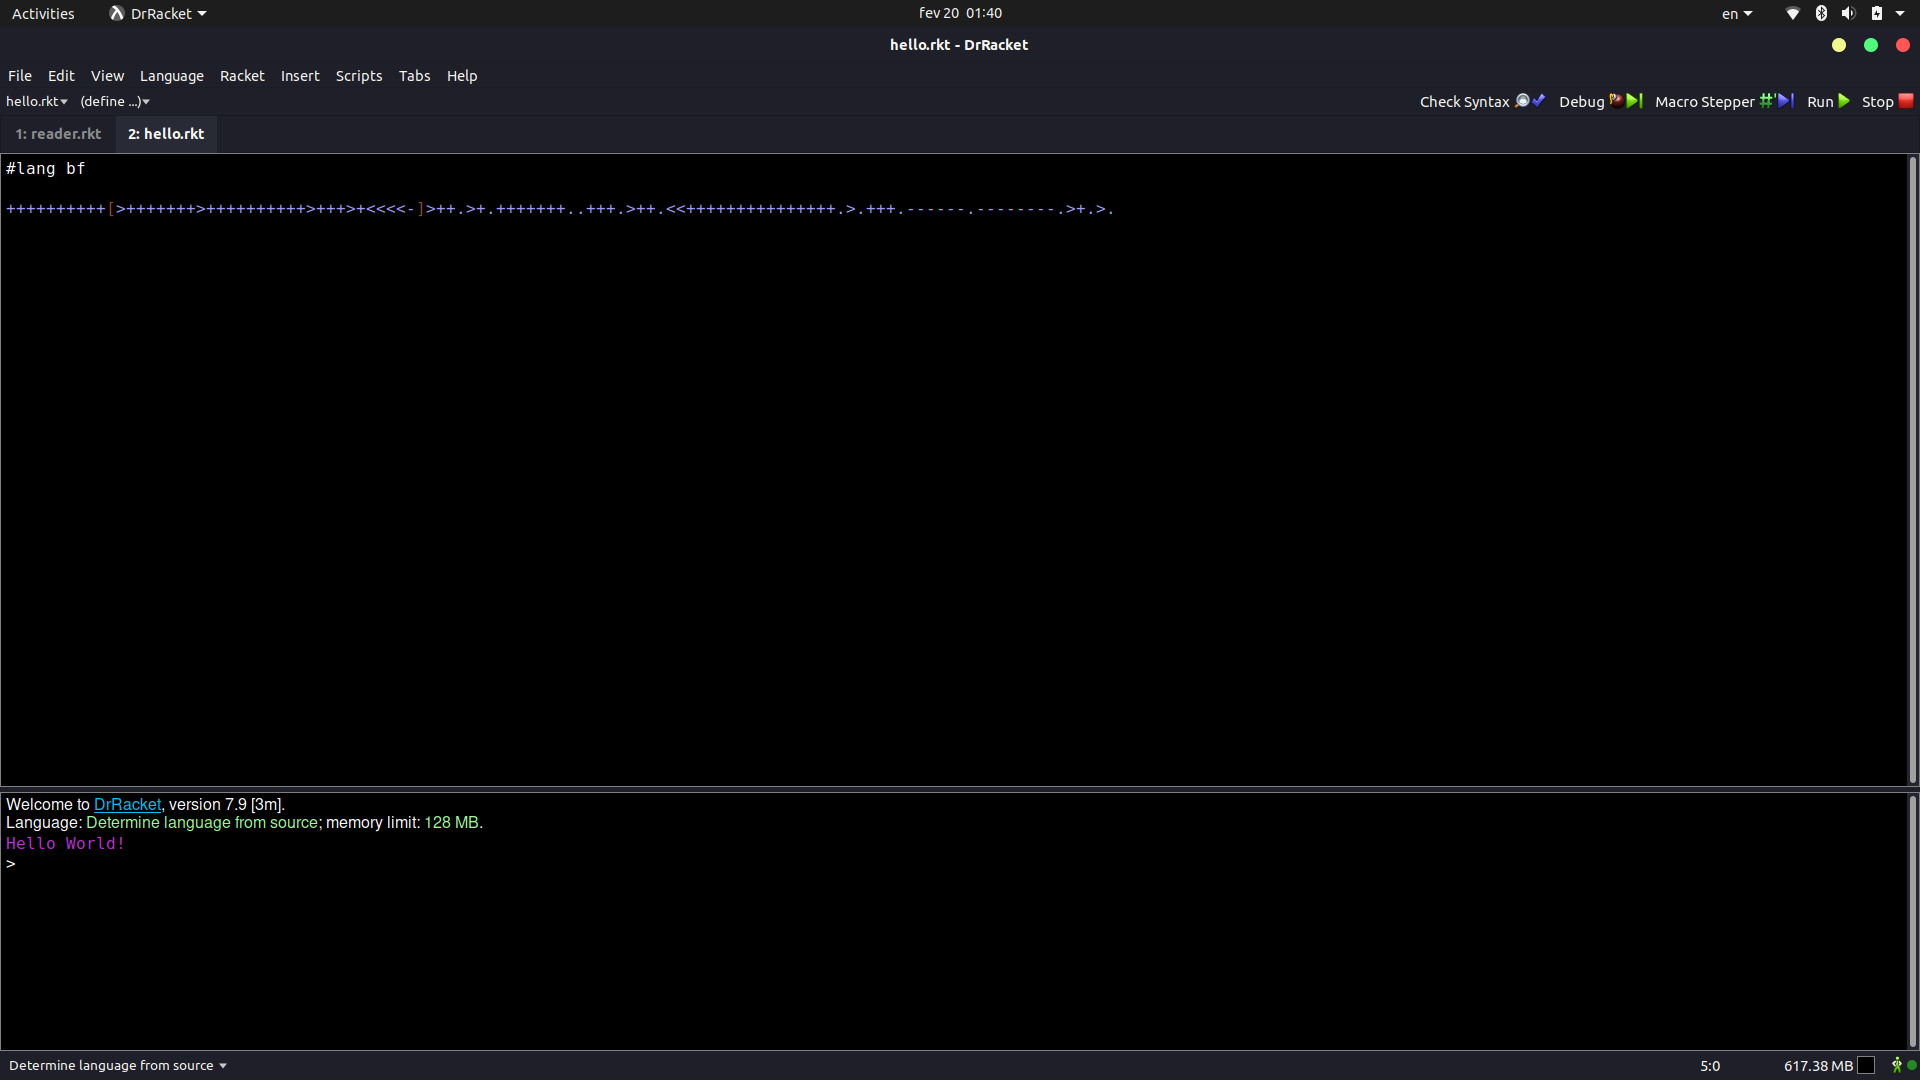 Activities DrRacket fev 20 01:40 en
hello.rkt - DrRacket
File Edit View Language Racket Insert Scripts Tabs Help
hello.rkt (define ...) Check Syntax Debug Macro Stepper #' Run Stop
1: reader.rkt 2: hello.rkt
#lang bf
++++++++++[>+++++++>++++++++++>+++>+<<<<-]>++.>+.+++++++..+++.>++.<<+++++++++++++++.>.+++.------.--------.>+.>.
Welcome to DrRacket, version 7.9 [3m].
Language: Determine language from source; memory limit: 128 MB.
Hello World!
>
Determine language from source 5:0 617.38 MB